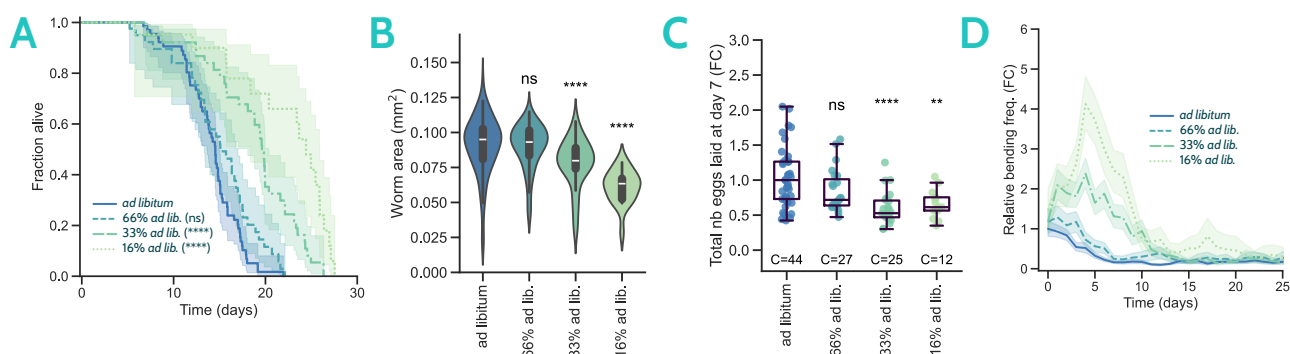 A
Fraction alive
1.0
0.8
0.6
0.4
0.2
0.0
ad libitum
66% ad lib. (ns)
33% ad lib. (****)
16% ad lib. (****)
0
10
20
30
Time (days)
B
Worm area (mm²)
0.150
0.125
0.100
0.075
0.050
0.025
0.000
ns
****
****
ad libitum
66% ad lib.
33% ad lib.
16% ad lib.
C
Total nb eggs laid at day 7 (FC)
3.0
2.5
2.0
1.5
1.0
0.5
0.0
ns
****
**
C=44
C=27
C=25
C=12
ad libitum
66% ad lib.
33% ad lib.
16% ad lib.
D
Relative bending freq. (FC)
6
4
2
0
ad libitum
66% ad lib.
33% ad lib.
16% ad lib.
0
5
10
15
20
25
Time (days)